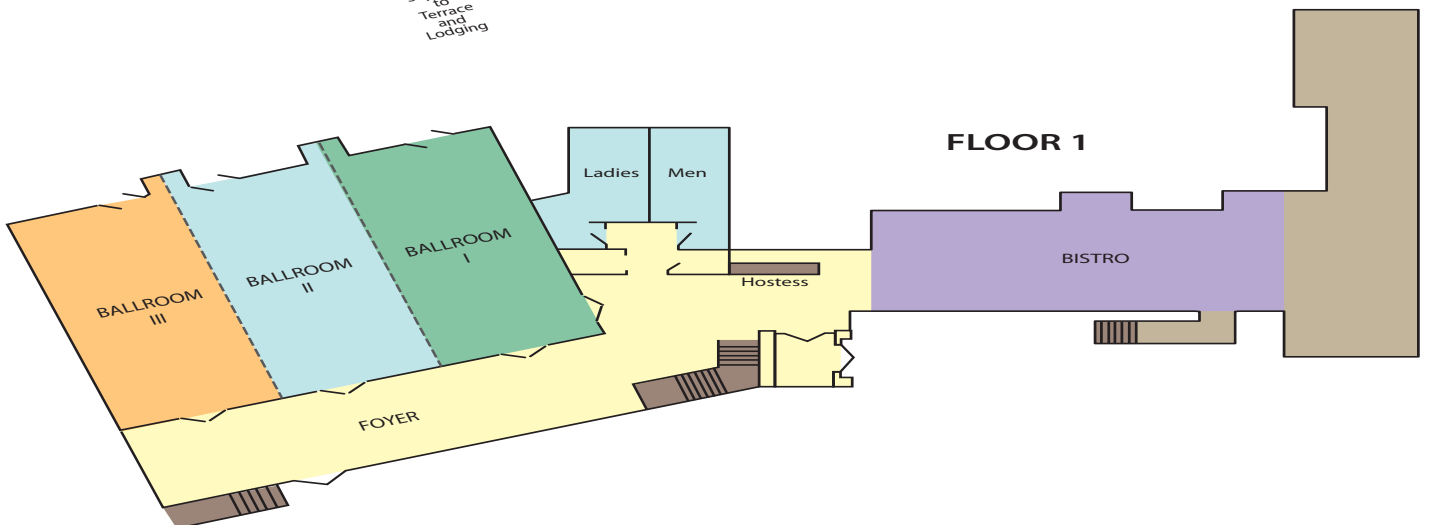 to
Terrace
and
Lodging
FLOOR 1
Ladies
Men
BALLROOM
I
BALLROOM
II
BALLROOM
III
BISTRO
Hostess
FOYER